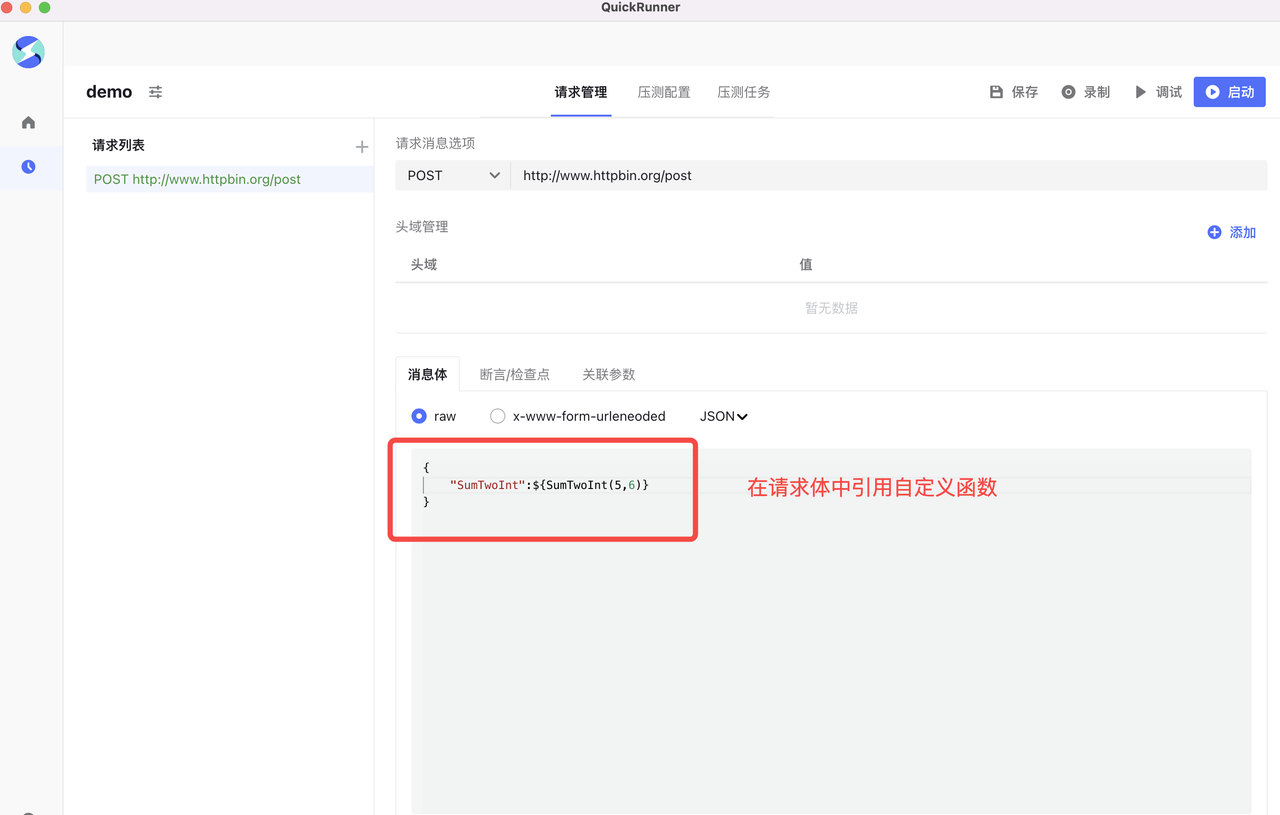 QuickRunner
demo
请求管理 压测配置 压测任务
保存 录制 调试 启动
请求列表
POST http://www.httpbin.org/post
请求消息选项
POST http://www.httpbin.org/post
头域管理
添加
头域 值
暂无数据
消息体 断言/检查点 关联参数
raw x-www-form-urleneoded JSON
{
"SumTwoInt":${SumTwoInt(5,6)}
}
在请求体中引用自定义函数